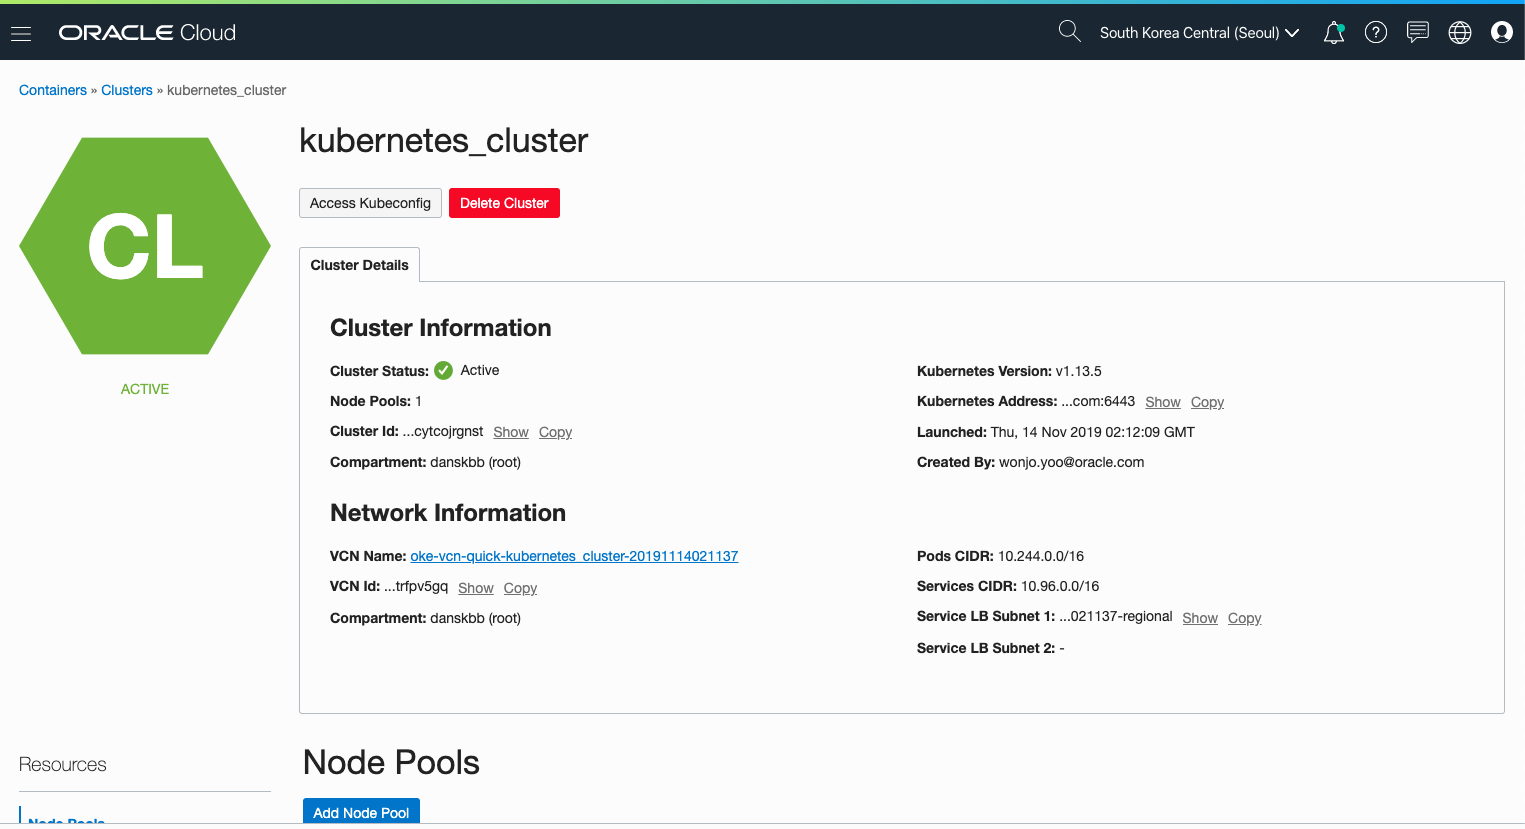 ORACLE Cloud
South Korea Central (Seoul)
Containers » Clusters » kubernetes_cluster
CL
ACTIVE
kubernetes_cluster
Access Kubeconfig Delete Cluster
Cluster Details
Cluster Information
Cluster Status: Active
Node Pools: 1
Cluster Id: ...cytcojrgnst Show Copy
Compartment: danskbb (root)
Kubernetes Version: v1.13.5
Kubernetes Address: ...com:6443 Show Copy
Launched: Thu, 14 Nov 2019 02:12:09 GMT
Created By: wonjo.yoo@oracle.com
Network Information
VCN Name: oke-vcn-quick-kubernetes_cluster-20191114021137
VCN Id: ...trfpv5gq Show Copy
Compartment: danskbb (root)
Pods CIDR: 10.244.0.0/16
Services CIDR: 10.96.0.0/16
Service LB Subnet 1: ...021137-regional Show Copy
Service LB Subnet 2: -
Resources
Node Pools
Node Pools
Add Node Pool